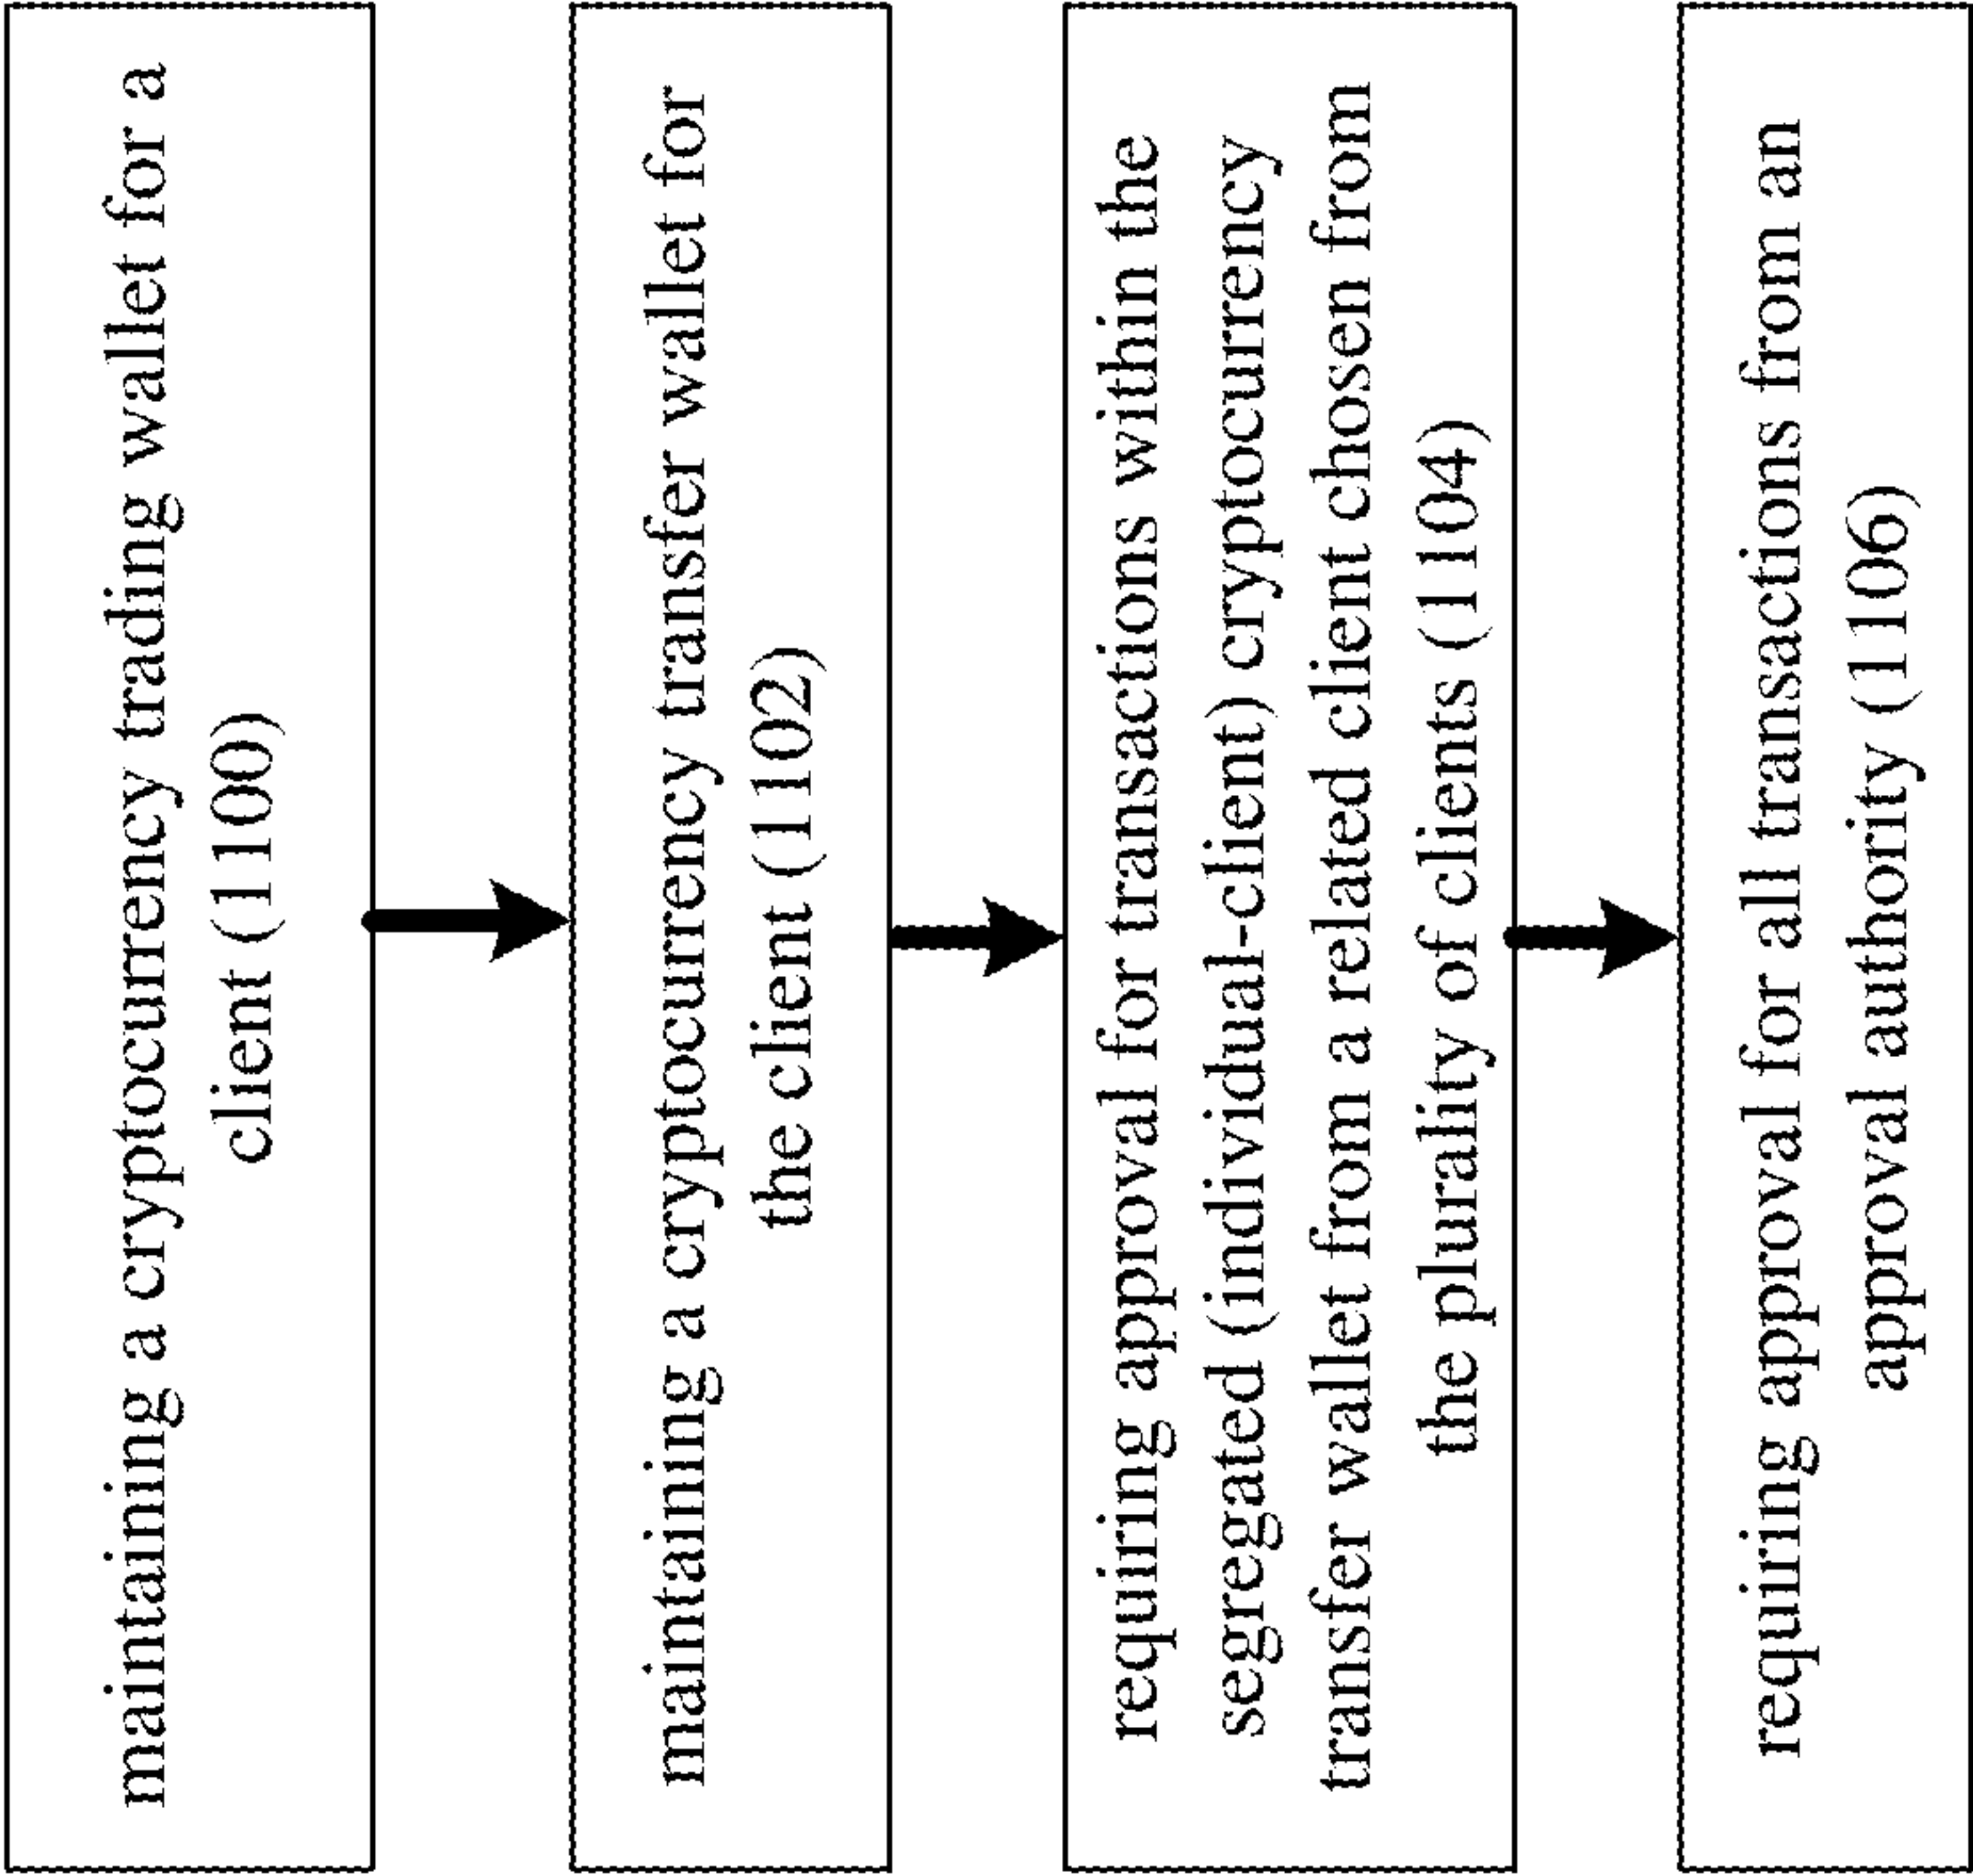 maintaining a cryptocurrency trading wallet for a
client (1100)
maintaining a cryptocurrency transfer wallet for
the client (1102)
requiring approval for transactions within the
segregated (individual-client) cryptocurrency
transfer wallet from a related client chosen from
the plurality of clients (1104)
requiring approval for all transactions from an
approval authority (1106)